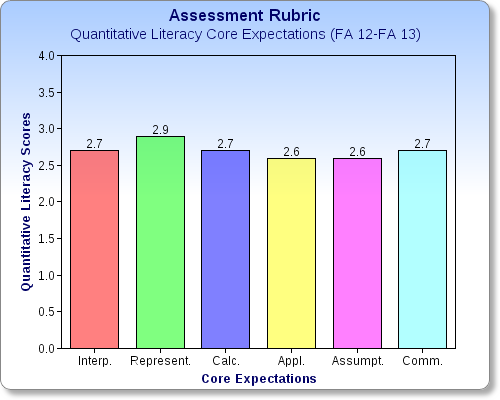 Assessment Rubric
Quantitative Literacy Core Expectations (FA 12-FA 13)
Quantitative Literacy Scores
4.0
3.5
3.0
2.5
2.0
1.5
1.0
0.5
0.0
2.7 2.9 2.7 2.6 2.6 2.7
Interp. Represent. Calc. Appl. Assumpt. Comm.
Core Expectations